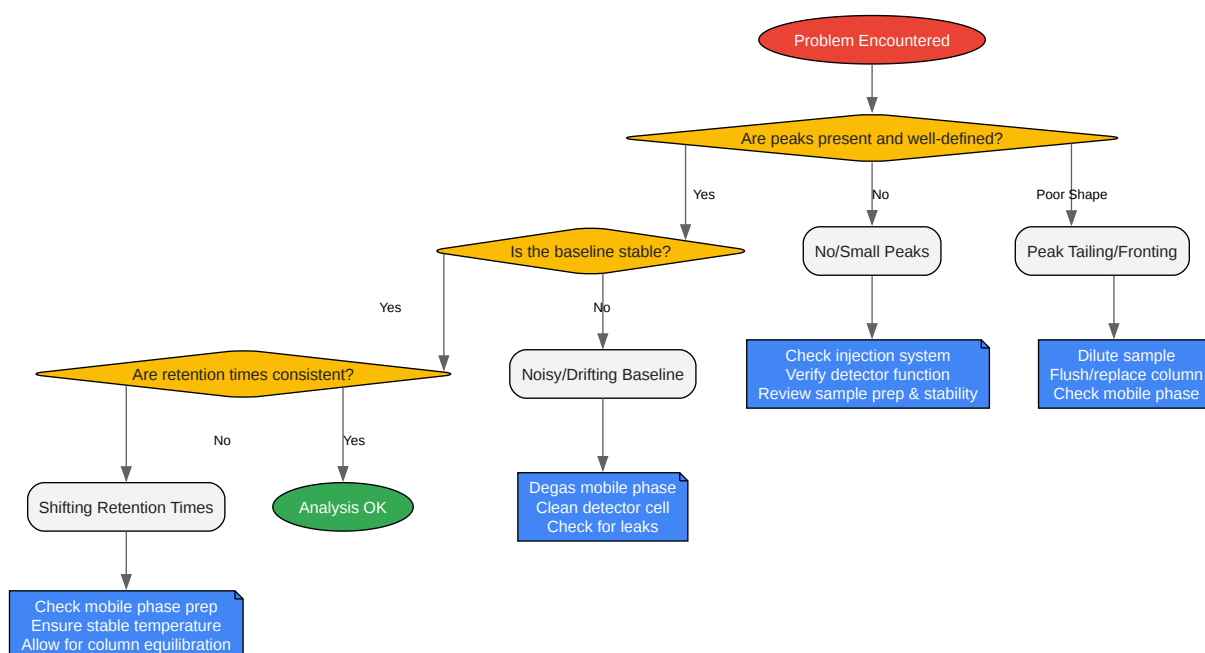 Problem Encountered
Are peaks present and well-defined?
Yes
No
Poor Shape
Is the baseline stable?
No/Small Peaks
Peak Tailing/Fronting
Yes
No
Check injection system
Verify detector function
Review sample prep & stability
Dilute sample
Flush/replace column
Check mobile phase
Are retention times consistent?
Noisy/Drifting Baseline
No
Yes
Degas mobile phase
Clean detector cell
Check for leaks
Shifting Retention Times
Analysis OK
Check mobile phase prep
Ensure stable temperature
Allow for column equilibration